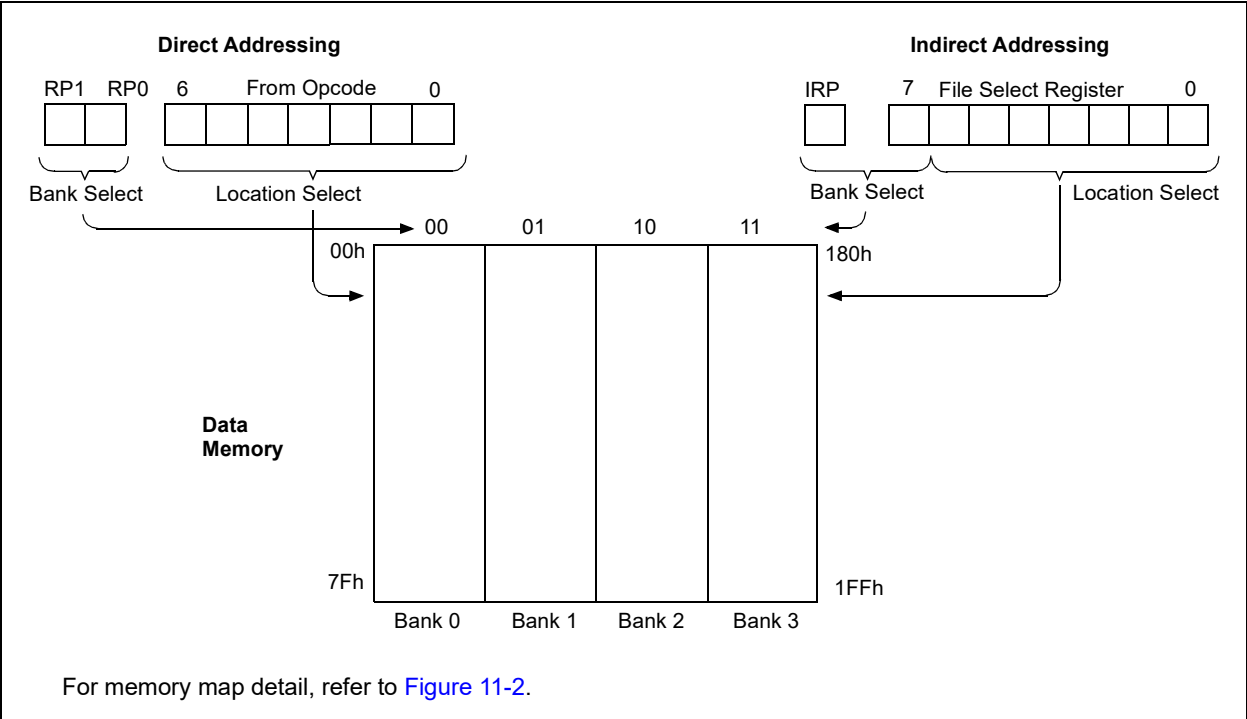 Direct Addressing
Indirect Addressing
RP1 RP0 6 From Opcode 0
IRP 7 File Select Register 0
Bank Select Location Select
Bank Select Location Select
00 01 10 11
00h 180h
Data
Memory
7Fh 1FFh
Bank 0 Bank 1 Bank 2 Bank 3
For memory map detail, refer to Figure 11-2.